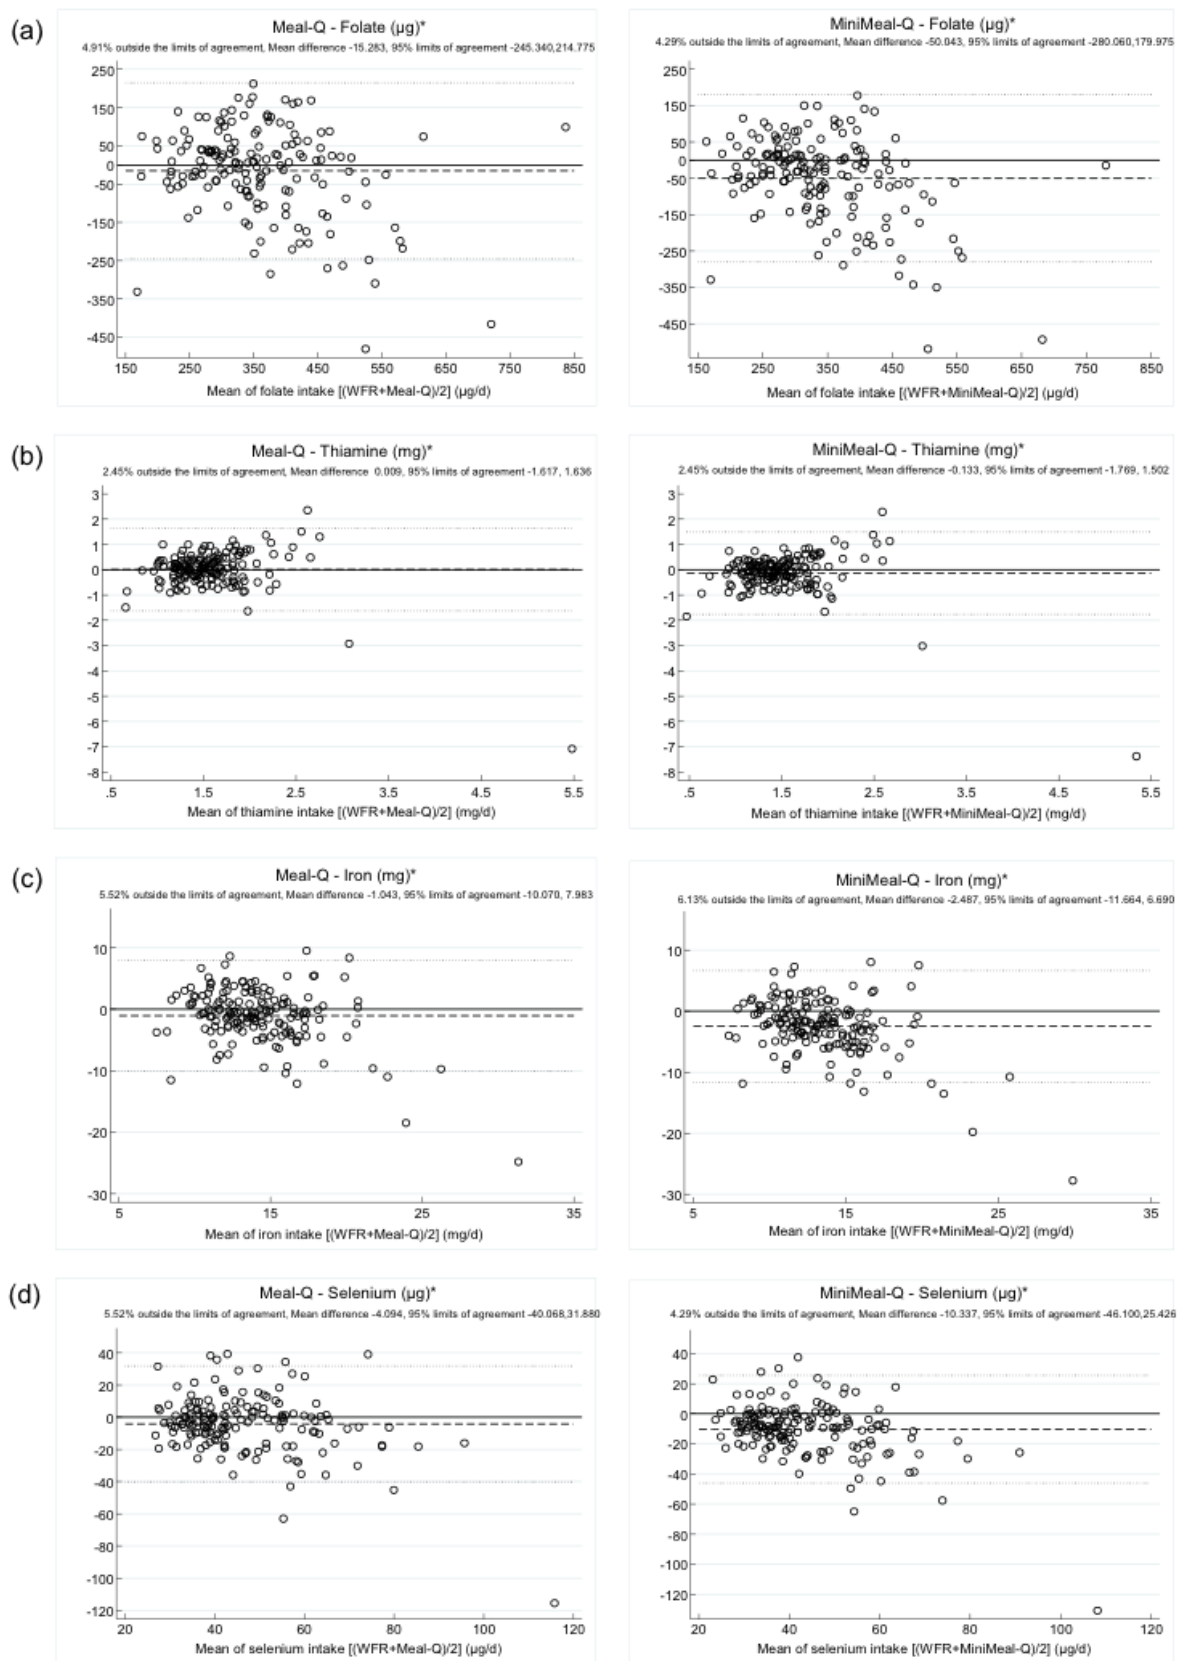 (a)
Meal-Q - Folate (µg)*
4.91% outside the limits of agreement, Mean difference -15.283, 95% limits of agreement -245.340,214.775
250
150
50
0
-50
-150
-250
-350
-450
150 250 350 450 550 650 750 850
Mean of folate intake [(WFR+Meal-Q)/2] (µg/d)
MiniMeal-Q - Folate (µg)*
4.29% outside the limits of agreement, Mean difference -50.043, 95% limits of agreement -280.060,179.975
250
150
50
0
-50
-150
-250
-350
-450
150 250 350 450 550 650 750 850
Mean of folate intake [(WFR+MiniMeal-Q)/2] (µg/d)
(b)
Meal-Q - Thiamine (mg)*
2.45% outside the limits of agreement, Mean difference 0.009, 95% limits of agreement -1.617, 1.636
3
2
1
0
-1
-2
-3
-4
-5
-6
-7
-8
.5 1.5 2.5 3.5 4.5 5.5
Mean of thiamine intake [(WFR+Meal-Q)/2] (mg/d)
MiniMeal-Q - Thiamine (mg)*
2.45% outside the limits of agreement, Mean difference -0.133, 95% limits of agreement -1.769, 1.502
3
2
1
0
-1
-2
-3
-4
-5
-6
-7
-8
.5 1.5 2.5 3.5 4.5 5.5
Mean of thiamine intake [(WFR+MiniMeal-Q)/2] (mg/d)
(c)
Meal-Q - Iron (mg)*
5.52% outside the limits of agreement, Mean difference -1.043, 95% limits of agreement -10.070, 7.983
10
0
-10
-20
-30
5 15 25 35
Mean of iron intake [(WFR+Meal-Q)/2] (mg/d)
MiniMeal-Q - Iron (mg)*
6.13% outside the limits of agreement, Mean difference -2.487, 95% limits of agreement -11.664, 6.690
10
0
-10
-20
-30
5 15 25 35
Mean of iron intake [(WFR+MiniMeal-Q)/2] (mg/d)
(d)
Meal-Q - Selenium (µg)*
5.52% outside the limits of agreement, Mean difference -4.094, 95% limits of agreement -40.068,31.880
40
20
0
-20
-40
-60
-80
-100
-120
20 40 60 80 100 120
Mean of selenium intake [(WFR+Meal-Q)/2] (µg/d)
MiniMeal-Q - Selenium (µg)*
4.29% outside the limits of agreement, Mean difference -10.337, 95% limits of agreement -46.100,25.426
40
20
0
-20
-40
-60
-80
-100
-120
20 40 60 80 100 120
Mean of selenium intake [(WFR+MiniMeal-Q)/2] (µg/d)